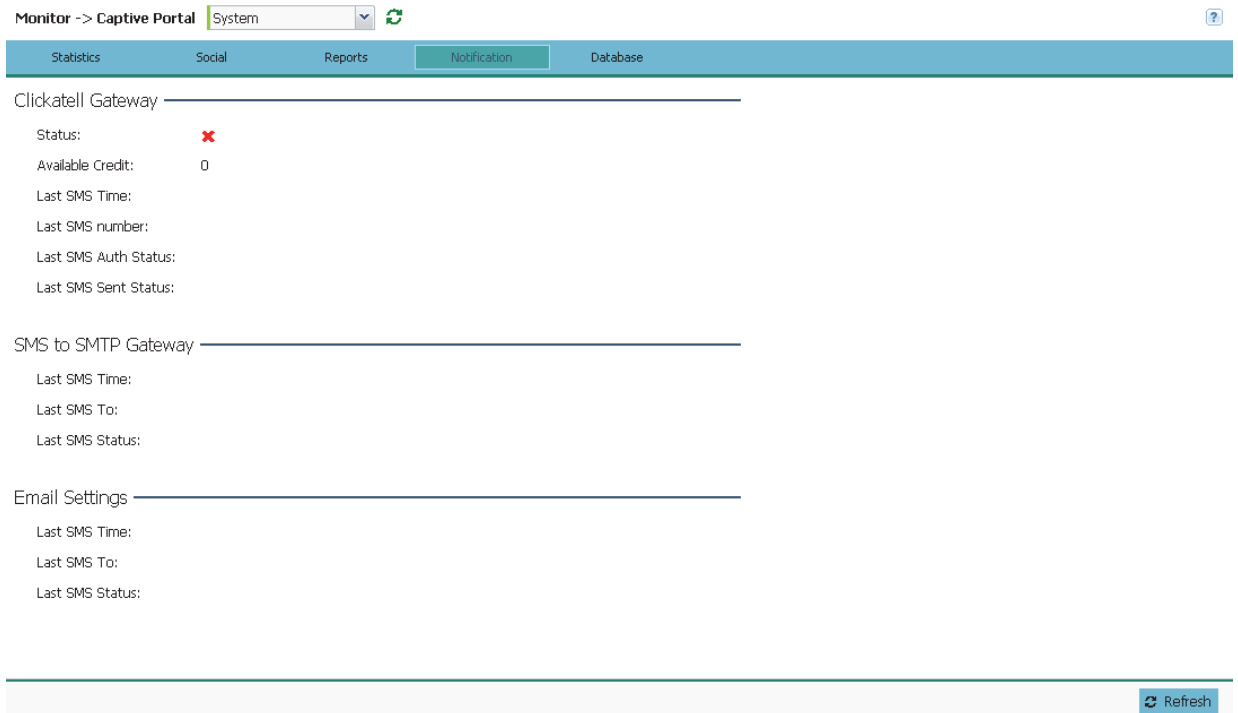 Monitor -> Captive Portal System
?
Statistics Social Reports Notification Database
Clickatell Gateway
Status:
Available Credit: 0
Last SMS Time:
Last SMS number:
Last SMS Auth Status:
Last SMS Sent Status:
SMS to SMTP Gateway
Last SMS Time:
Last SMS To:
Last SMS Status:
Email Settings
Last SMS Time:
Last SMS To:
Last SMS Status:
Refresh